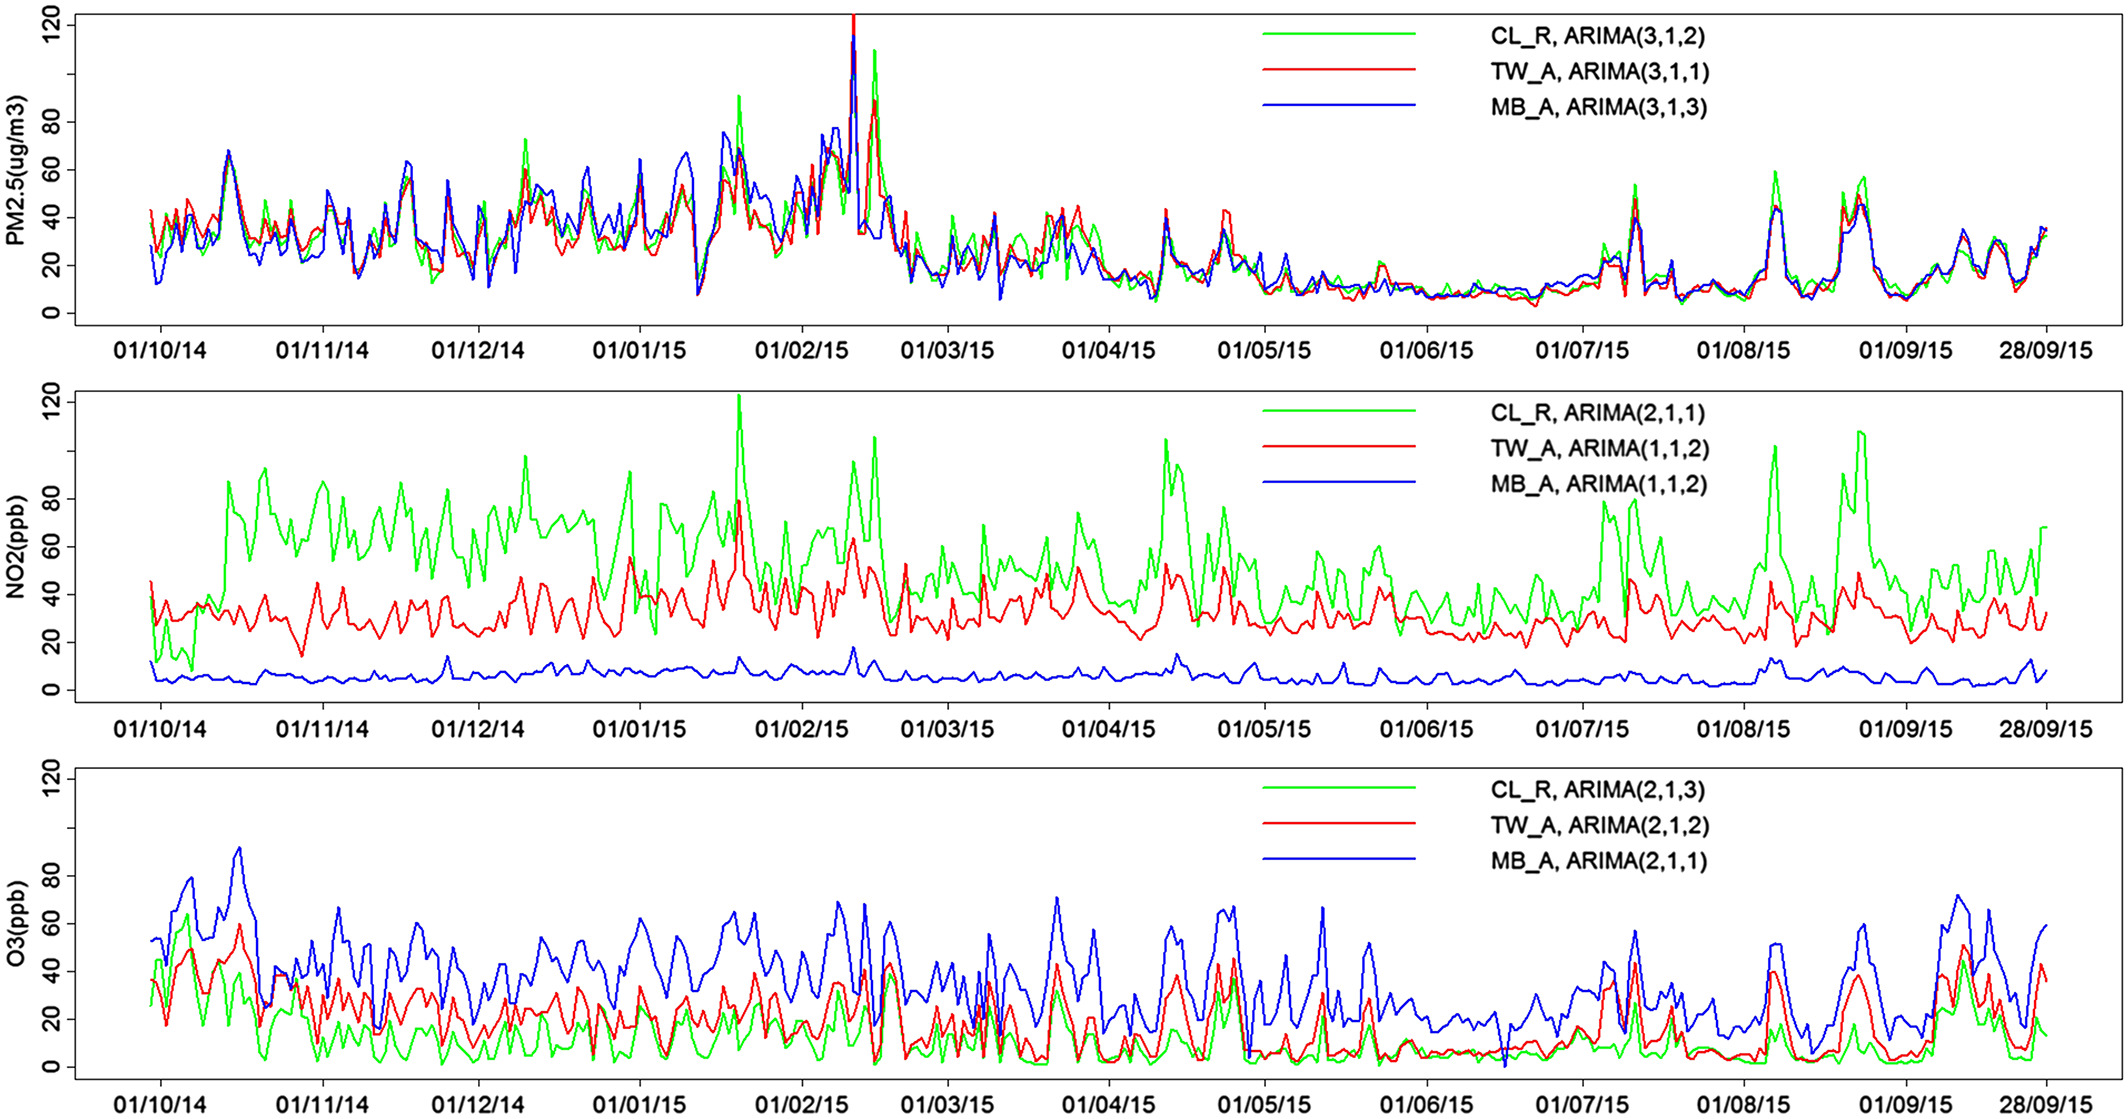 PM2.5(ug/m3)
120
80
60
40
20
0
CL_R, ARIMA(3,1,2)
TW_A, ARIMA(3,1,1)
MB_A, ARIMA(3,1,3)
01/10/14 01/11/14 01/12/14 01/01/15 01/02/15 01/03/15 01/04/15 01/05/15 01/06/15 01/07/15 01/08/15 01/09/15 28/09/15
NO2(ppb)
120
80
60
40
20
0
CL_R, ARIMA(2,1,1)
TW_A, ARIMA(1,1,2)
MB_A, ARIMA(1,1,2)
01/10/14 01/11/14 01/12/14 01/01/15 01/02/15 01/03/15 01/04/15 01/05/15 01/06/15 01/07/15 01/08/15 01/09/15 28/09/15
O3(ppb)
120
80
60
40
20
0
CL_R, ARIMA(2,1,3)
TW_A, ARIMA(2,1,2)
MB_A, ARIMA(2,1,1)
01/10/14 01/11/14 01/12/14 01/01/15 01/02/15 01/03/15 01/04/15 01/05/15 01/06/15 01/07/15 01/08/15 01/09/15 28/09/15